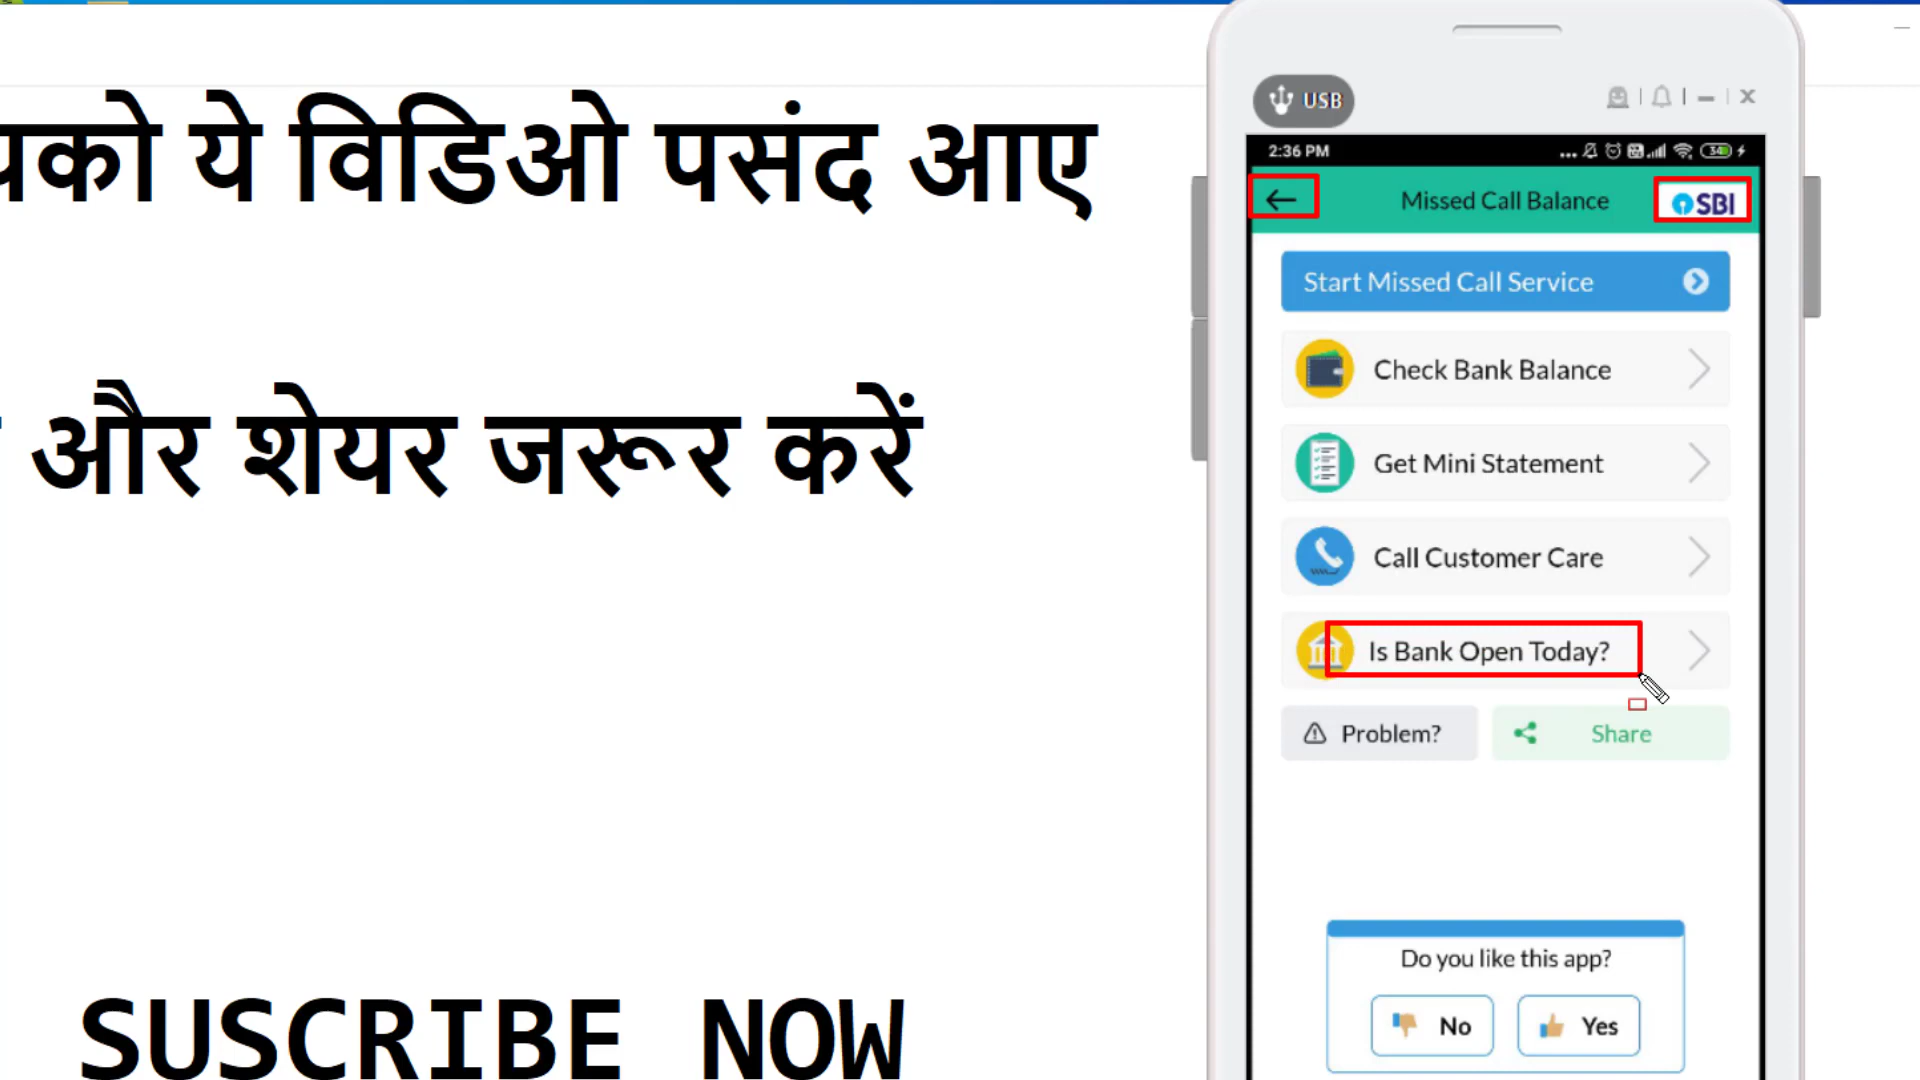 ये विडिओ पसंद आए
और शेयर जरूर करें
SUSCRIBE NOW
USB
2:36 PM
34
Missed Call Balance
SBI
Start Missed Call Service
Check Bank Balance
Get Mini Statement
Call Customer Care
Is Bank Open Today?
Problem?
Share
Do you like this app?
No
Yes